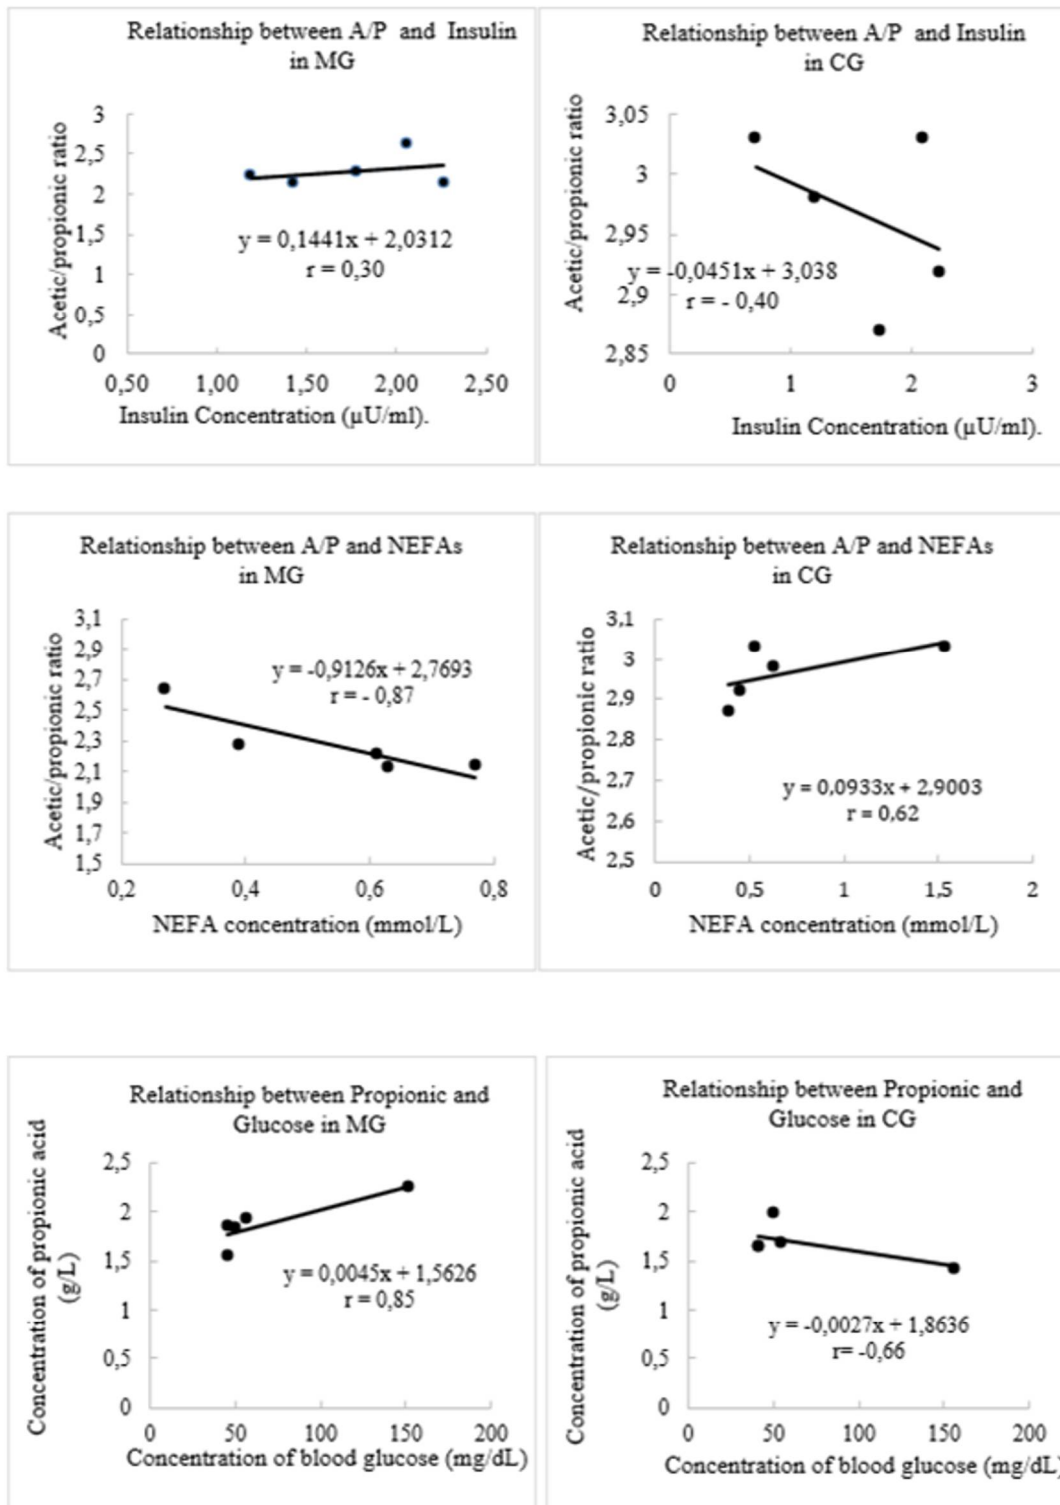 Relationship between A/P and Insulin
in MG
Acetic/propionic ratio
3
2,5
2
1,5
1
0,5
0
y = 0,1441x + 2,0312
r = 0,30
0,50 1,00 1,50 2,00 2,50
Insulin Concentration (µU/ml).
Relationship between A/P and Insulin
in CG
Acetic/propionic ratio
3,05
3
2,95
2,9
2,85
y = -0,0451x + 3,038
r = - 0,40
0 1 2 3
Insulin Concentration (µU/ml).
Relationship between A/P and NEFAs
in MG
Acetic/propionic ratio
3,1
2,9
2,7
2,5
2,3
2,1
1,9
1,7
1,5
y = -0,9126x + 2,7693
r = - 0,87
0,2 0,4 0,6 0,8
NEFA concentration (mmol/L)
Relationship between A/P and NEFAs
in CG
Acetic/propionic ratio
3,1
3
2,9
2,8
2,7
2,6
2,5
y = 0,0933x + 2,9003
r = 0,62
0 0,5 1 1,5 2
NEFA concentration (mmol/L)
Relationship between Propionic and
Glucose in MG
Concentration of propionic acid
(g/L)
2,5
2
1,5
1
0,5
0
y = 0,0045x + 1,5626
r = 0,85
0 50 100 150 200
Concentration of blood glucose (mg/dL)
Relationship between Propionic and
Glucose in CG
Concentration of propionic acid
(g/L)
2,5
2
1,5
1
0,5
0
y = -0,0027x + 1,8636
r= -0,66
0 50 100 150 200
Concentration of blood glucose (mg/dL)